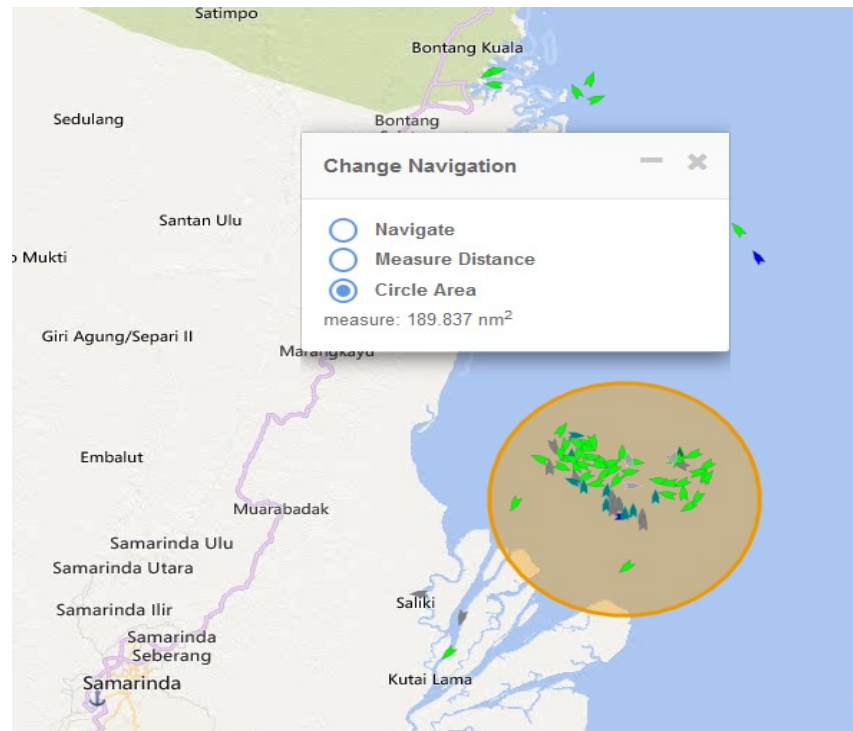 Satimpo
Bontang Kuala
Sedulang
Bontang
Change Navigation
Santan Ulu
Navigate
Mukti
Measure Distance
Circle Area
measure: 189.837 nm²
Giri Agung/Separi II
Marangkayu
Embalut
Muarabadak
Samarinda Ulu
Samarinda Utara
Saliki
Samarinda Ilir
Samarinda
Seberang
Samarinda
Kutai Lama